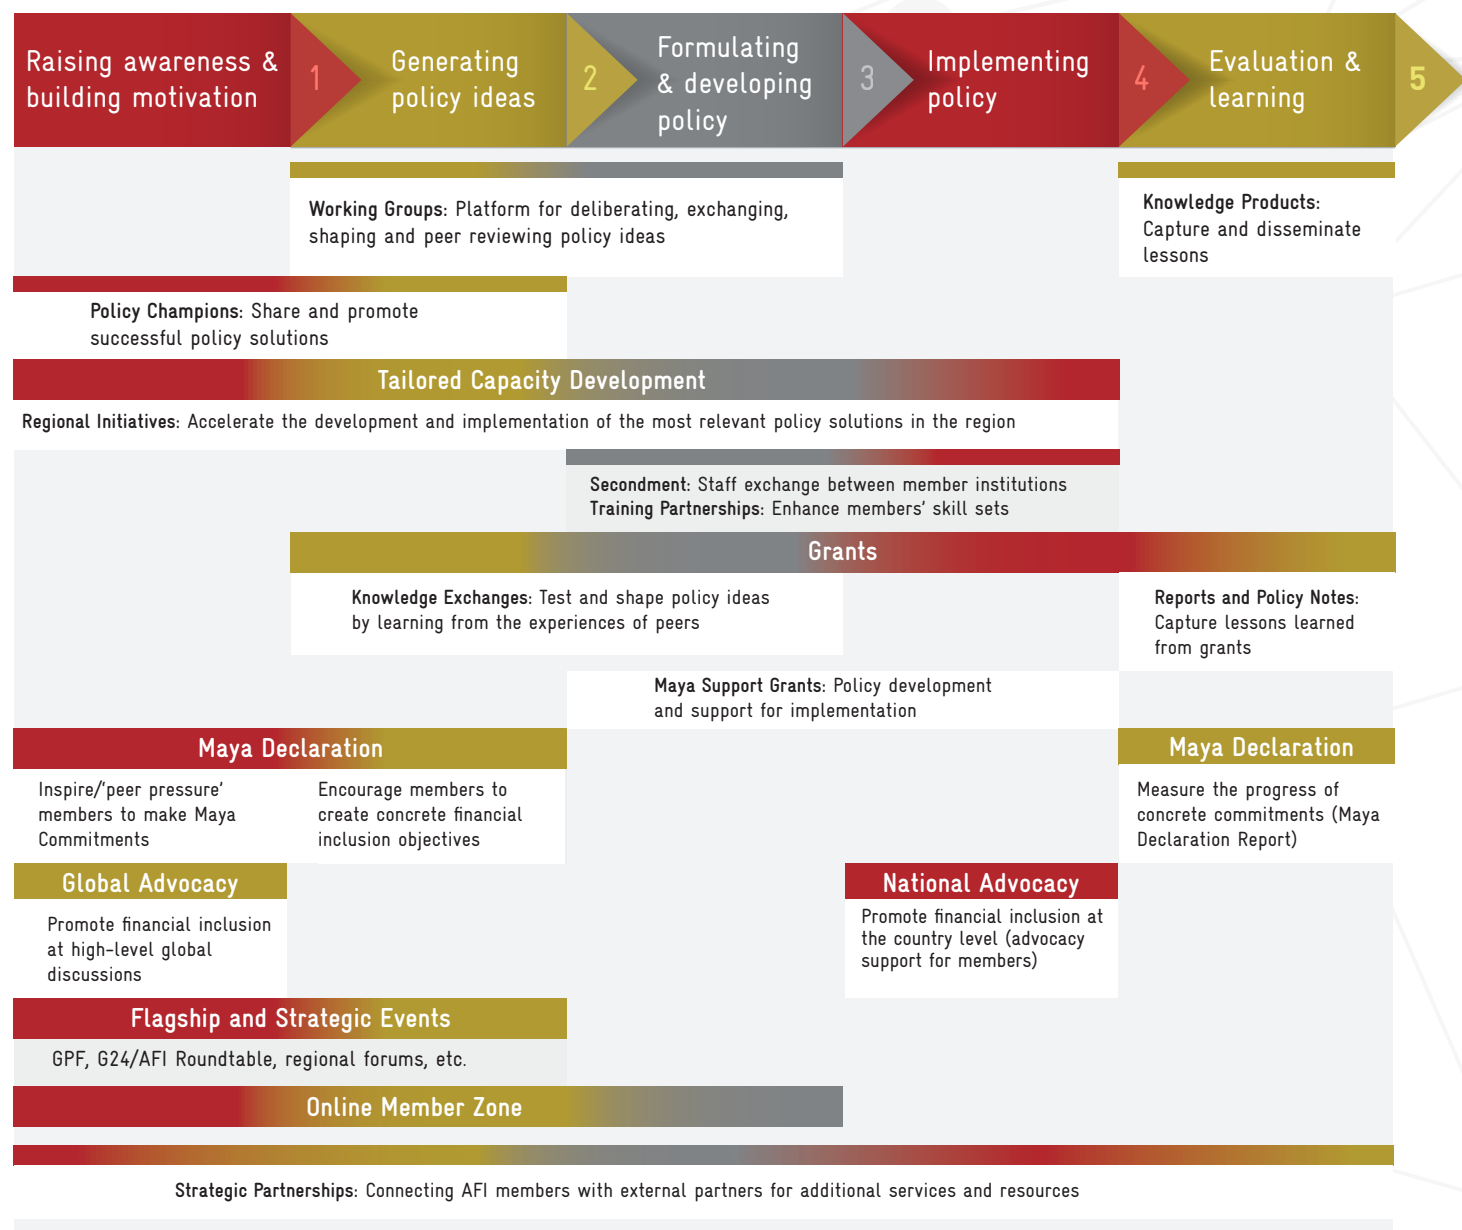 Raising awareness &
building motivation
1
Generating
policy ideas
2
Formulating
& developing
policy
3
Implementing
policy
4
Evaluation &
learning
5
Working Groups: Platform for deliberating, exchanging,
shaping and peer reviewing policy ideas
Knowledge Products:
Capture and disseminate
lessons
Policy Champions: Share and promote
successful policy solutions
Tailored Capacity Development
Regional Initiatives: Accelerate the development and implementation of the most relevant policy solutions in the region
Secondment: Staff exchange between member institutions
Training Partnerships: Enhance members' skill sets
Grants
Knowledge Exchanges: Test and shape policy ideas
by learning from the experiences of peers
Reports and Policy Notes:
Capture lessons learned
from grants
Maya Support Grants: Policy development
and support for implementation
Maya Declaration
Inspire/'peer pressure'
members to make Maya
Commitments
Encourage members to
create concrete financial
inclusion objectives
Maya Declaration
Measure the progress of
concrete commitments (Maya
Declaration Report)
Global Advocacy
Promote financial inclusion
at high-level global
discussions
National Advocacy
Promote financial inclusion at
the country level (advocacy
support for members)
Flagship and Strategic Events
GPF, G24/AFI Roundtable, regional forums, etc.
Online Member Zone
Strategic Partnerships: Connecting AFI members with external partners for additional services and resources